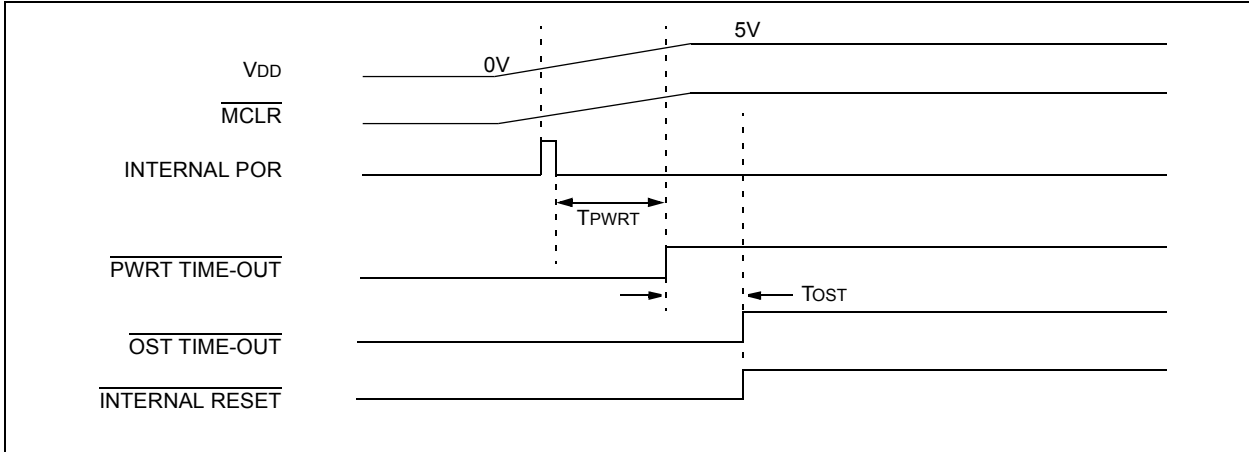 5V
VDD
0V
MCLR
INTERNAL POR
TPWRT
PWRT TIME-OUT
TOST
OST TIME-OUT
INTERNAL RESET